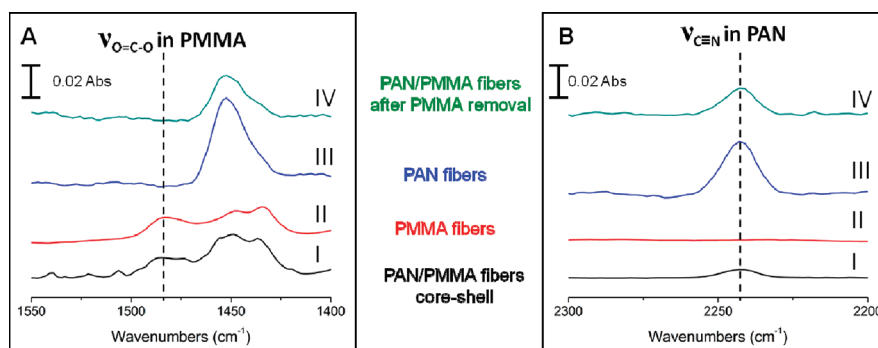 A
ν O=C-O in PMMA
0.02 Abs
IV
III
II
I
1550
1500
1450
1400
Wavenumbers (cm⁻¹)
PAN/PMMA fibers
after PMMA removal
PAN fibers
PMMA fibers
PAN/PMMA fibers
core-shell
B
ν C≡N in PAN
0.02 Abs
IV
III
II
I
2300
2250
2200
Wavenumbers (cm⁻¹)